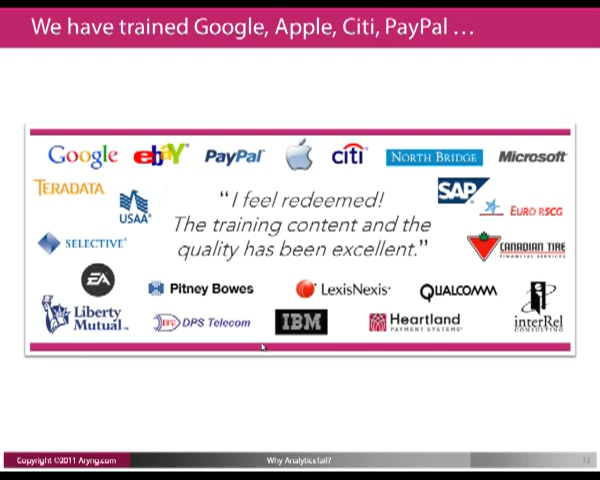 We have trained Google, Apple, Citi, PayPal ...
Google ebay PayPal citi NORTH BRIDGE Microsoft
TERADATA
USAA
"I feel redeemed!
The training content and the
quality has been excellent."
SAP
EURO RSCG
SELECTIVE
CANADIAN TIRE
FINANCIAL SERVICES
EA
Pitney Bowes
LexisNexis
QUALCOMM
Liberty
Mutual
DPS Telecom
IBM
Heartland
PAYMENT SYSTEMS
interRel
CONSULTING
Copyright ©2011 Aryng.com
Why Analytics fail?
13